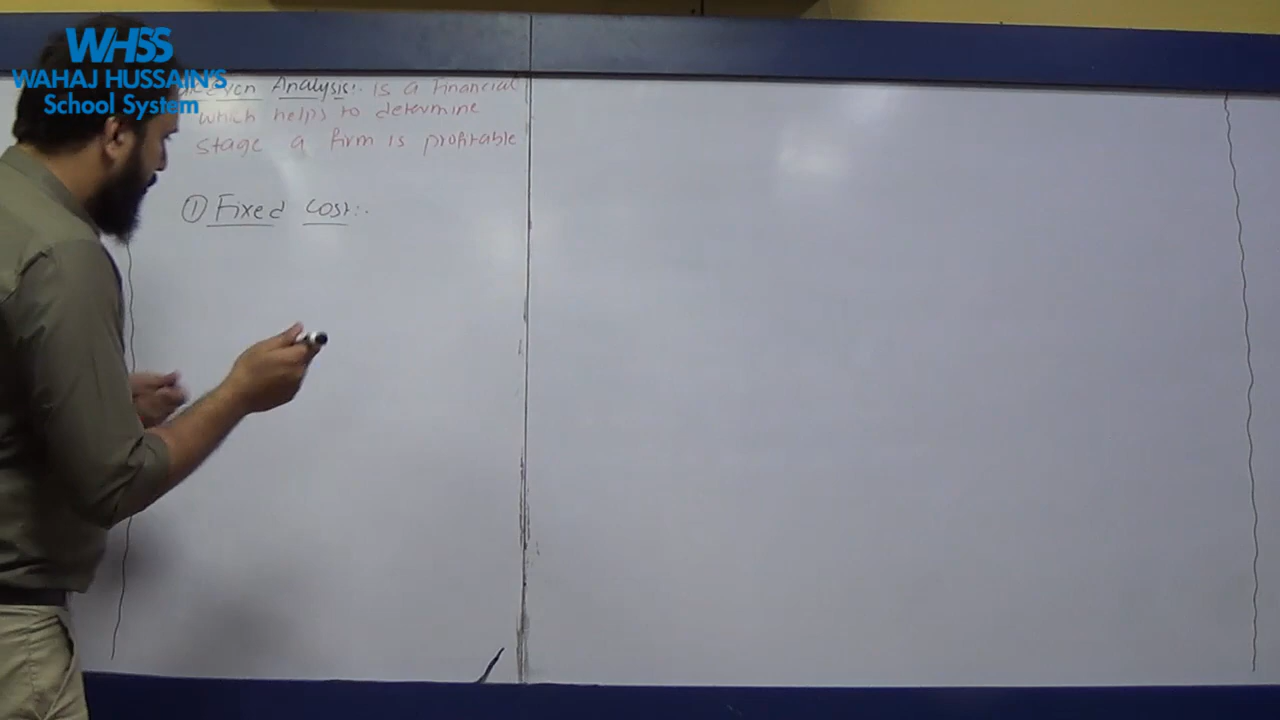 WHSS
WAHAJ HUSSAIN'S
School System
Even Analysis:. is a Financial
which helps to determine
stage a firm is profitable
① Fixed Cost:.